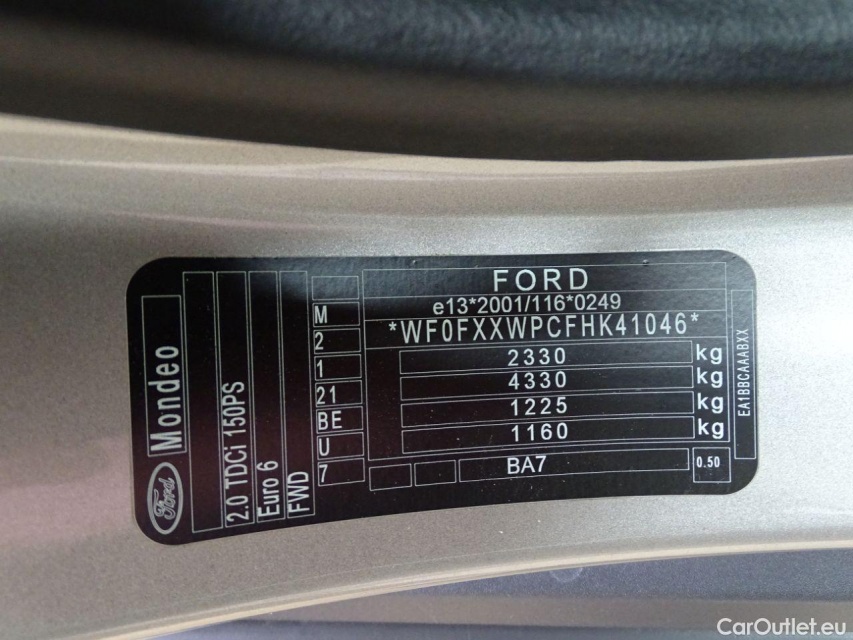 FORD
e13*2001/116*0249
*WF0FXXWPCFHK41046*
2330 kg
4330 kg
1225 kg
1160 kg
BA7
0.50
M
2
1
21
BE
U
7
Ford
Mondeo
2.0 TDCi 150PS
Euro 6
FWD
EA1BBCAAABXX
CarOutlet.eu